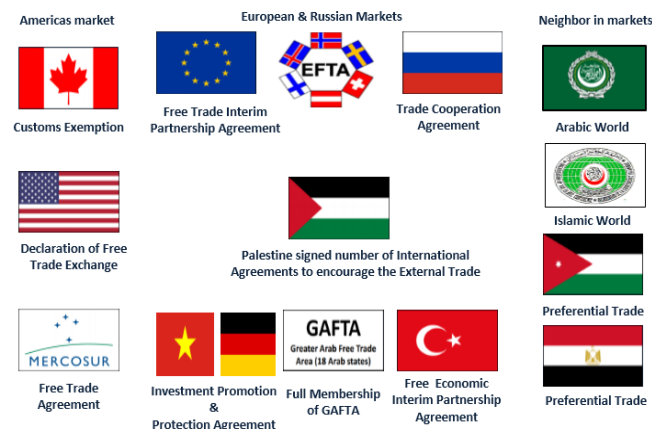 Americas market
European & Russian Markets
Neighbor in markets
EFTA
Customs Exemption
Free Trade Interim
Partnership Agreement
Trade Cooperation
Agreement
Arabic World
Islamic World
Declaration of Free
Trade Exchange
Palestine signed number of International
Agreements to encourage the External Trade
Preferential Trade
MERCOSUR
GAFTA
Greater Arab Free Trade
Area (18 Arab states)
Free Trade
Agreement
Investment Promotion
&
Protection Agreement
Full Membership
of GAFTA
Free Economic
Interim Partnership
Agreement
Preferential Trade